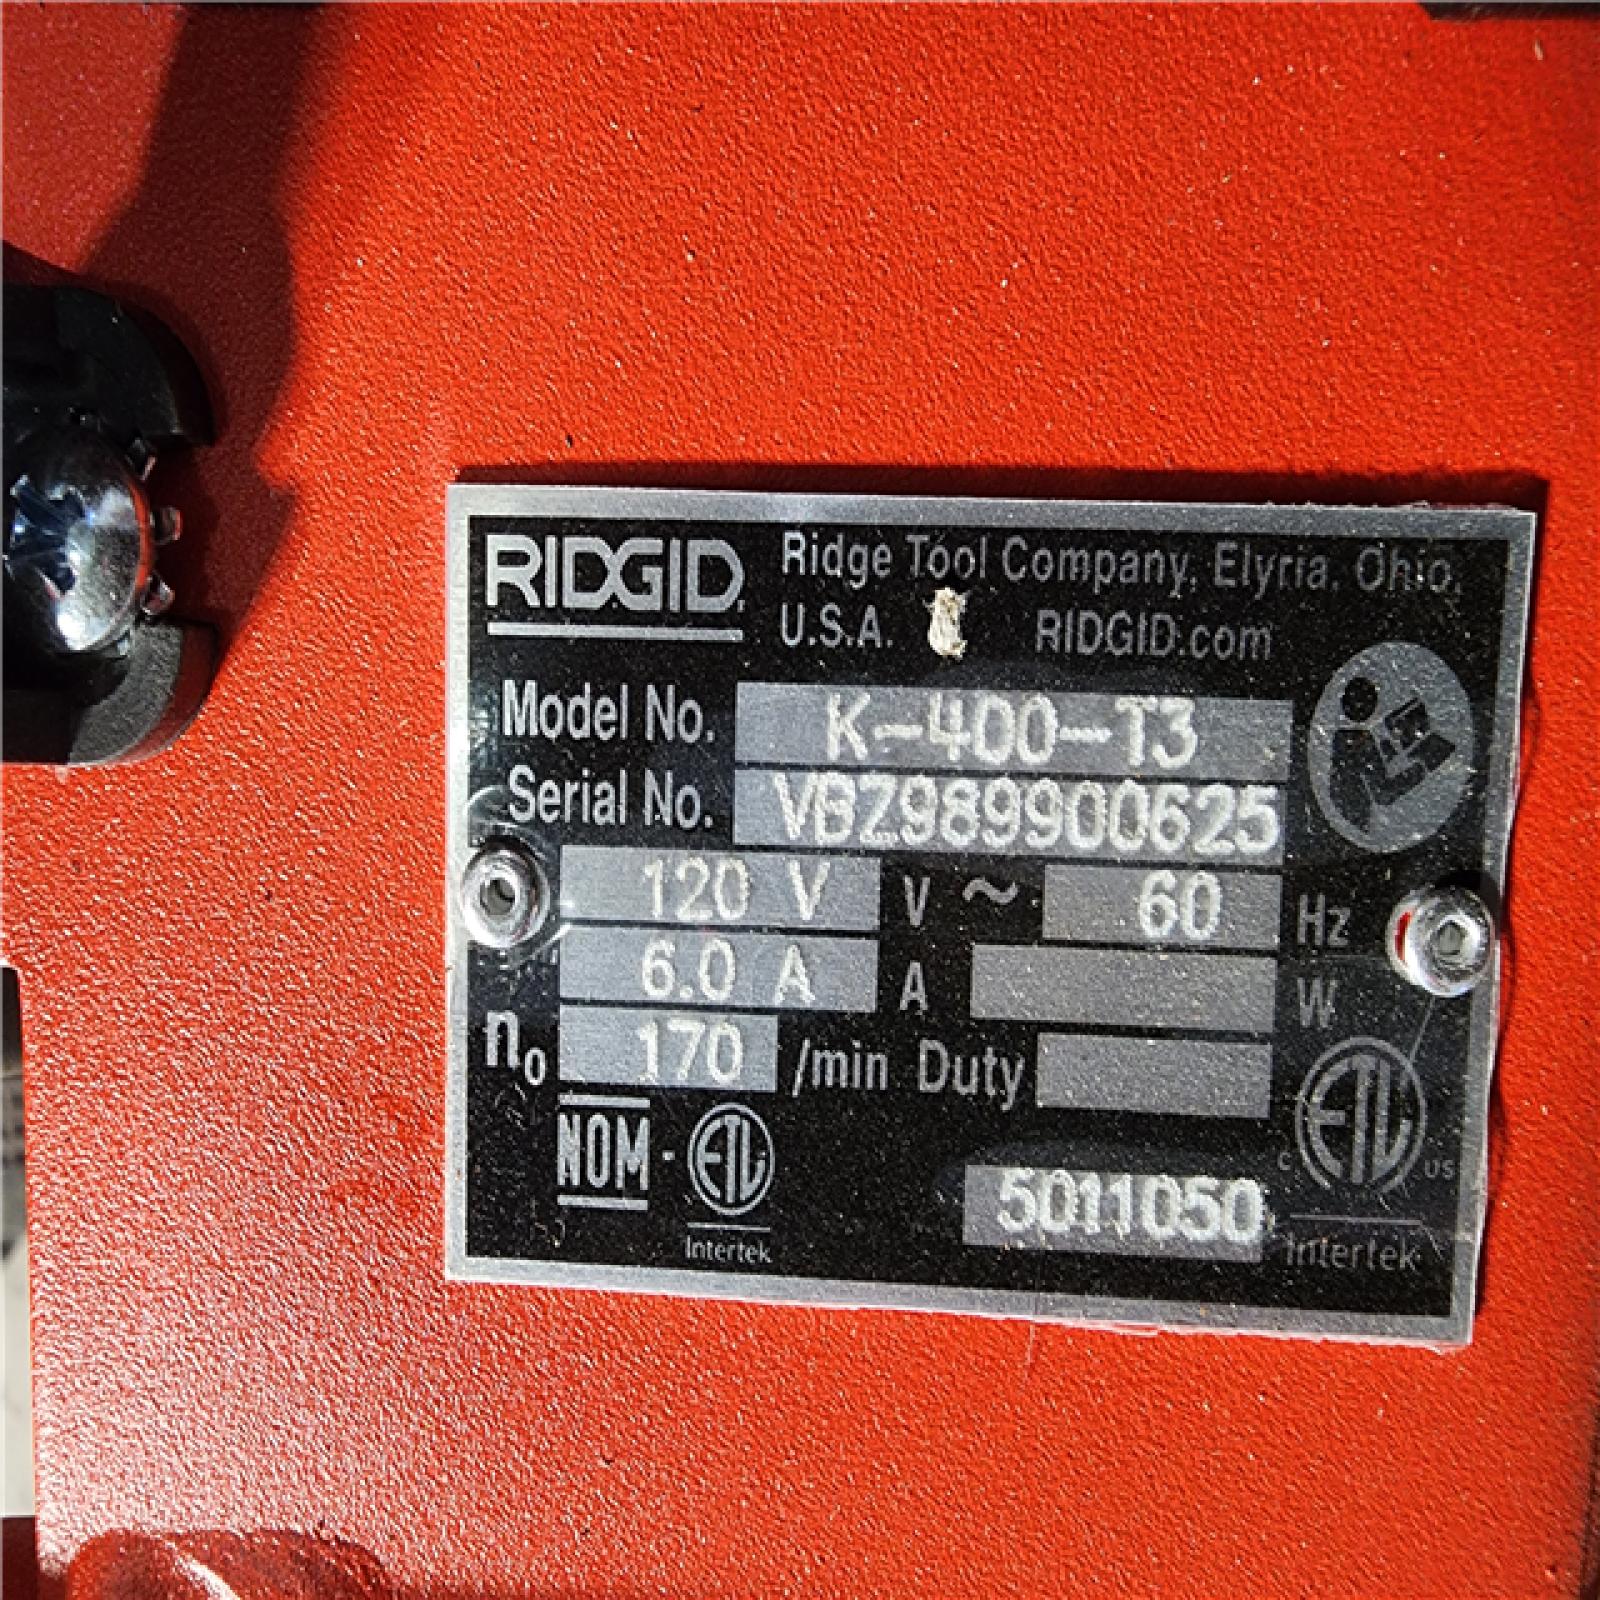 RIDGID Ridge Tool Company, Elyria, Ohio,
U.S.A. RIDGID.com
Model No. K-400-T3
Serial No. VBZ989900625
120 V V ~ 60 Hz
6.0 A A W
no 170 /min Duty
NOM - ETL
Intertek
5011050
C ETL US
Intertek